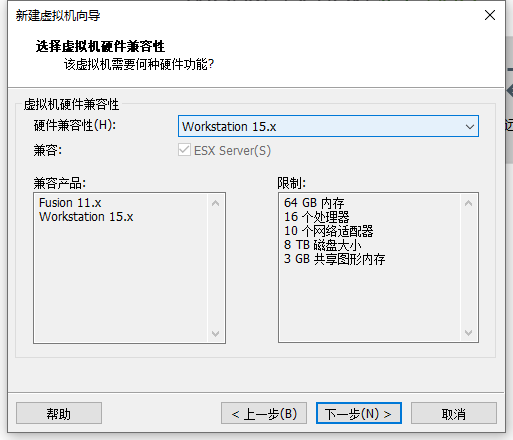 新建虚拟机向导
选择虚拟机硬件兼容性
该虚拟机需要何种硬件功能?
虚拟机硬件兼容性
硬件兼容性(H):
Workstation 15.x
兼容:
ESX Server(S)
兼容产品:
Fusion 11.x
Workstation 15.x
限制:
64 GB 内存
16 个处理器
10 个网络适配器
8 TB 磁盘大小
3 GB 共享图形内存
帮助
< 上一步(B)
下一步(N) >
取消